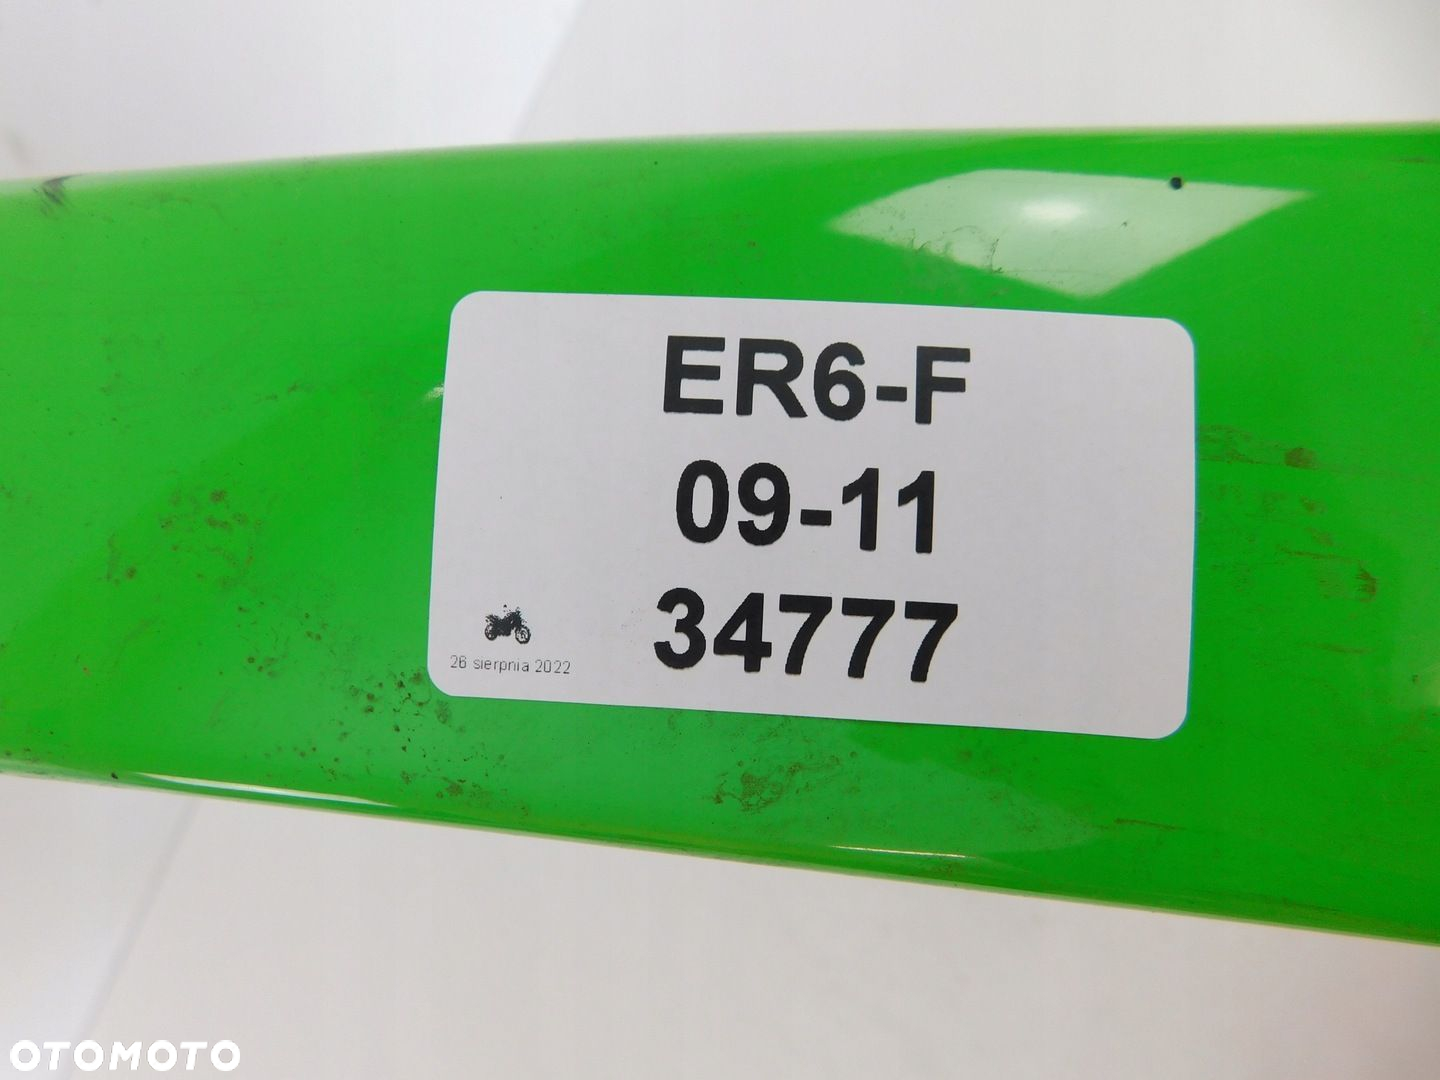 ER6-F
09-11
34777
26 sierpnia 2022
OTOMOTO